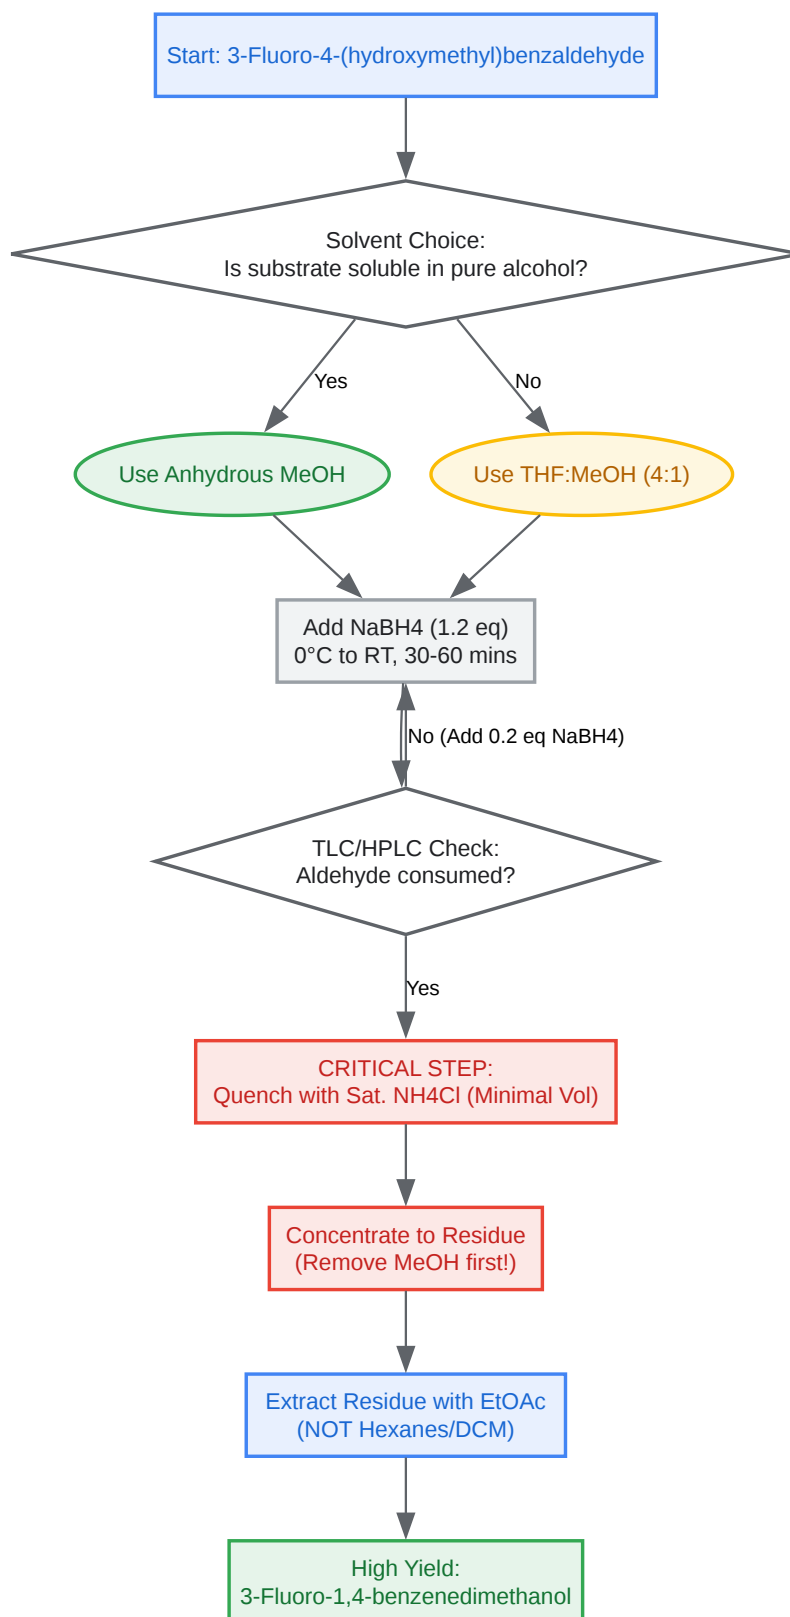 Start: 3-Fluoro-4-(hydroxymethyl)benzaldehyde
Solvent Choice:
Is substrate soluble in pure alcohol?
Yes
No
Use Anhydrous MeOH
Use THF:MeOH (4:1)
Add NaBH4 (1.2 eq)
0°C to RT, 30-60 mins
No (Add 0.2 eq NaBH4)
TLC/HPLC Check:
Aldehyde consumed?
Yes
CRITICAL STEP:
Quench with Sat. NH4Cl (Minimal Vol)
Concentrate to Residue
(Remove MeOH first!)
Extract Residue with EtOAc
(NOT Hexanes/DCM)
High Yield:
3-Fluoro-1,4-benzenedimethanol